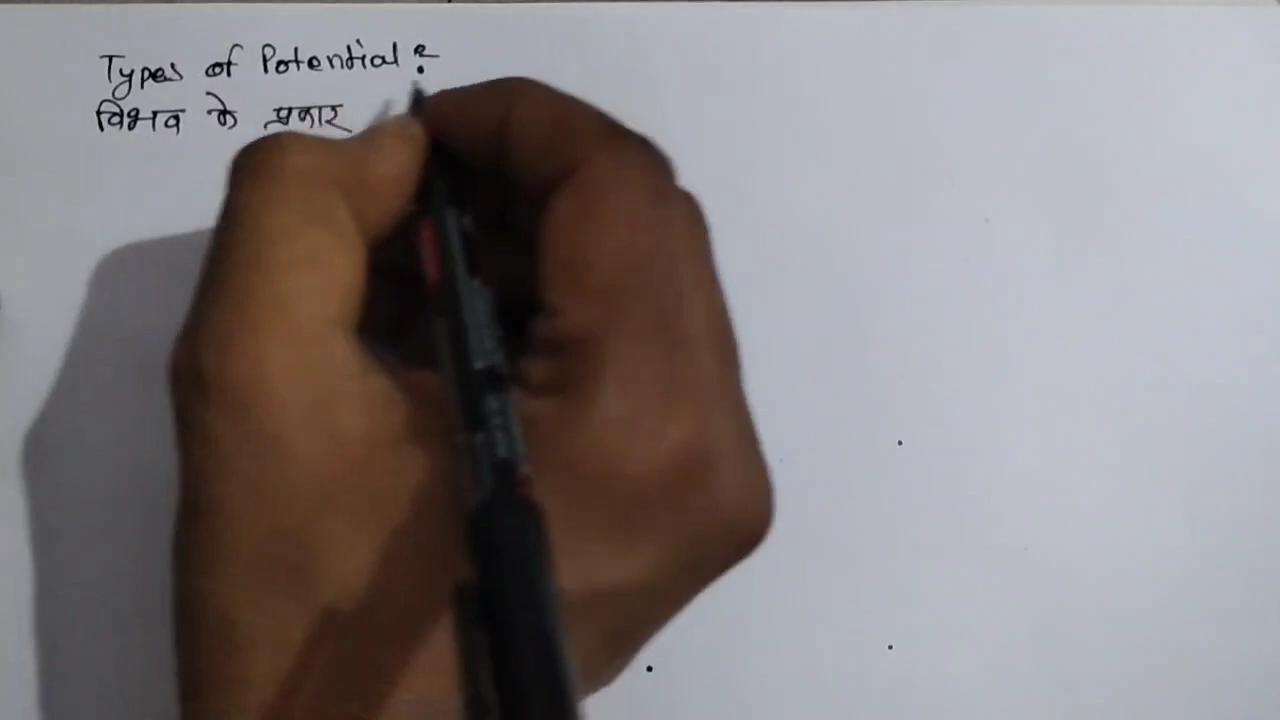 Types of Potential?
विभव के प्रकार